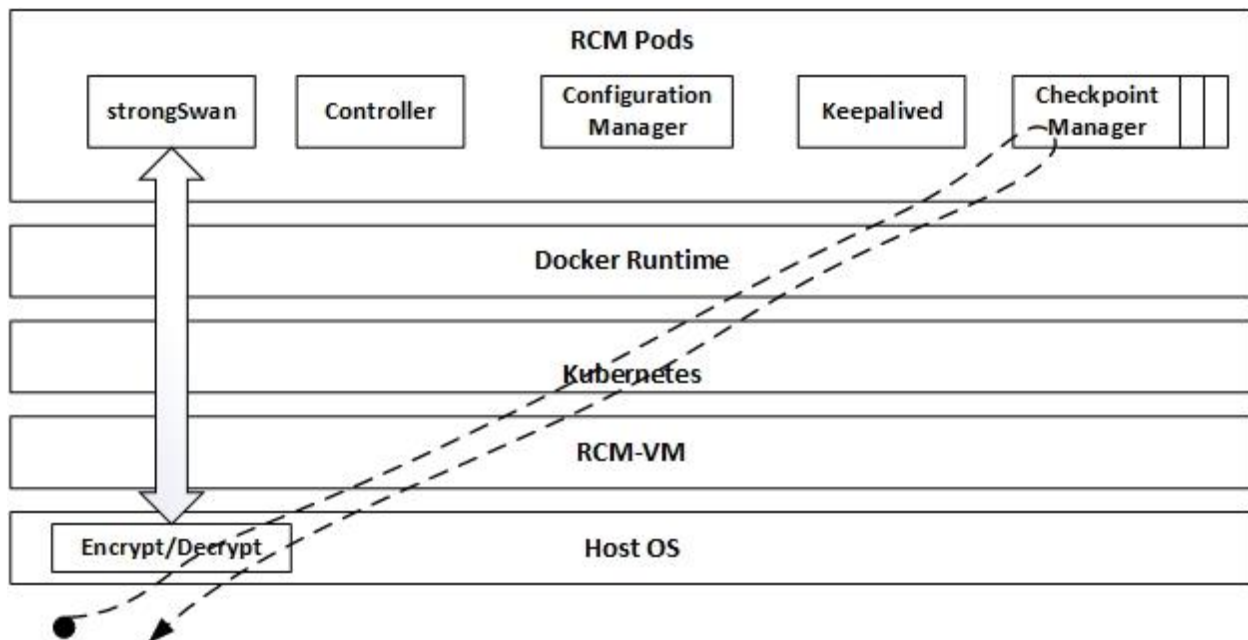 RCM Pods
strongSwan
Controller
Configuration
Manager
Keepalived
Checkpoint
Manager
Docker Runtime
Kubernetes
RCM-VM
Encrypt/Decrypt
Host OS